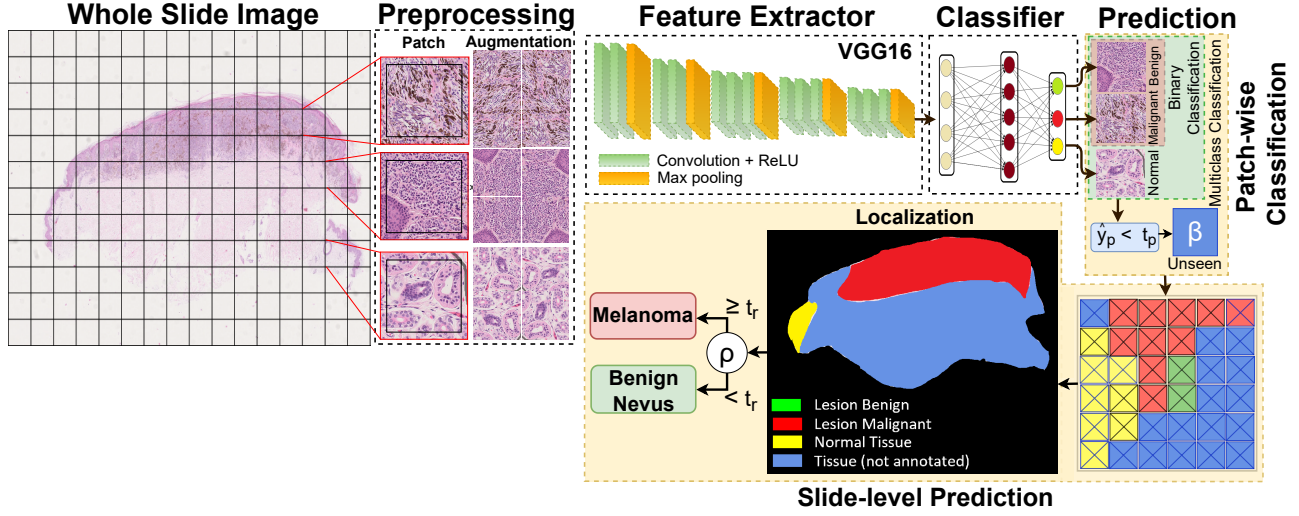 Whole Slide Image
Preprocessing
Patch
Augmentation
Feature Extractor
VGG16
Convolution + ReLU
Max pooling
Classifier
Prediction
Benign
Malignant
Normal
Binary
Classification
Multiclass Classification
Patch-wise
Classification
ŷp < tp
β
Unseen
Localization
Melanoma
≥ tr
ρ
Benign
Nevus
< tr
Lesion Benign
Lesion Malignant
Normal Tissue
Tissue (not annotated)
Slide-level Prediction